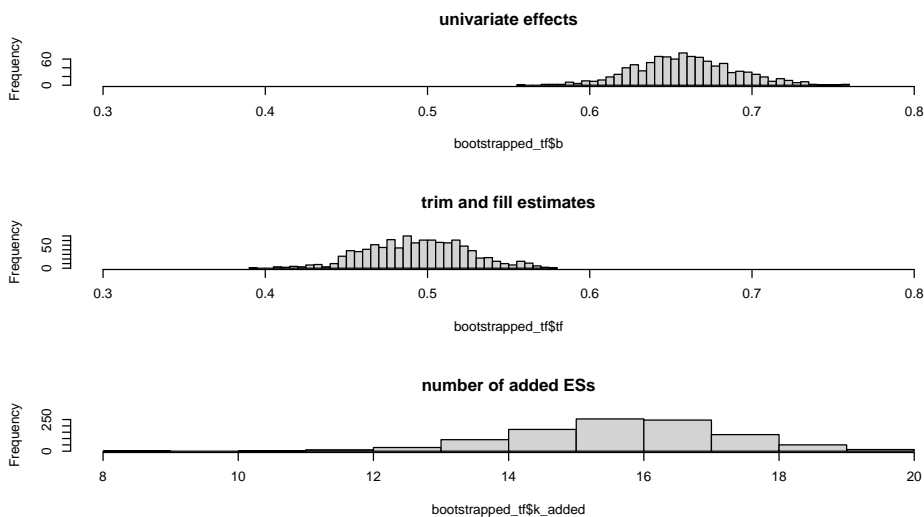 univariate effects
Frequency
0 60
0.3 0.4 0.5 0.6 0.7 0.8
bootstrapped_tf$b
trim and fill estimates
Frequency
0 50
0.3 0.4 0.5 0.6 0.7 0.8
bootstrapped_tf$tf
number of added ESs
Frequency
0 250
8 10 12 14 16 18 20
bootstrapped_tf$k_added